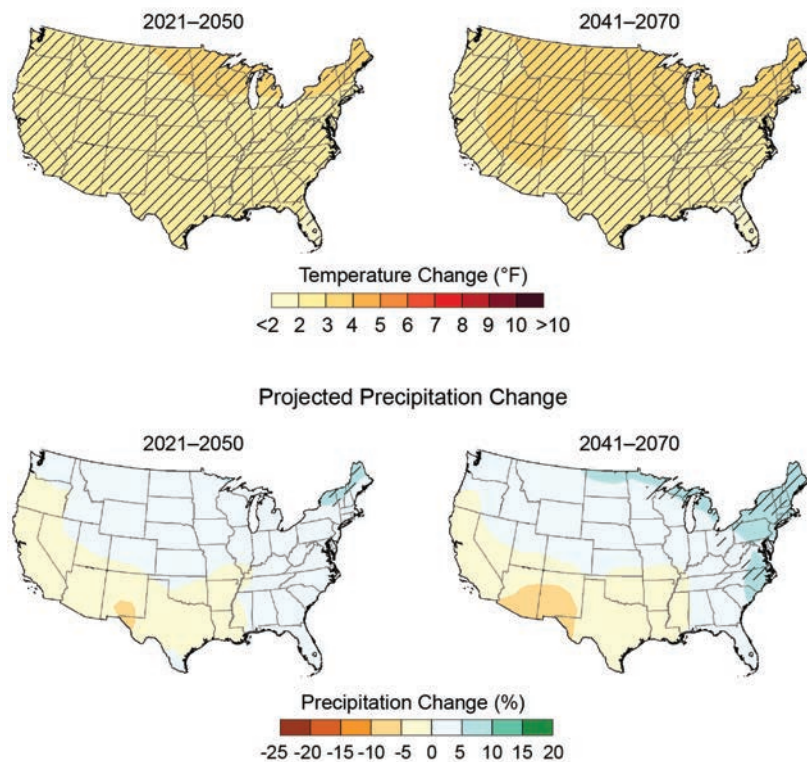 2021–2050 2041–2070
Temperature Change (°F)
<2 2 3 4 5 6 7 8 9 10 >10
Projected Precipitation Change
2021–2050 2041–2070
Precipitation Change (%)
-25 -20 -15 -10 -5 0 5 10 15 20